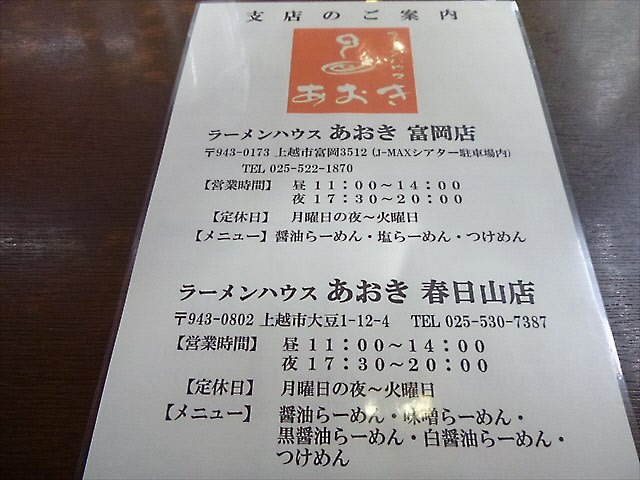 支店のご案内
あおき
ラーメンハウス あおき 富岡店
〒943-0173 上越市富岡3512 (J-MAXシアター駐車場内)
TEL 025-522-1870
【営業時間】 昼 11：00～14：00
夜 17：30～20：00
【定休日】 月曜日の夜～火曜日
【メニュー】醤油らーめん・塩らーめん・つけめん
ラーメンハウス あおき 春日山店
〒943-0802 上越市大豆1-12-4 TEL 025-530-7387
【営業時間】 昼 11：00～14：00
夜 17：30～20：00
【定休日】 月曜日の夜～火曜日
【メニュー】 醤油らーめん・味噌らーめん・
黒醤油らーめん・白醤油らーめん・
つけめん